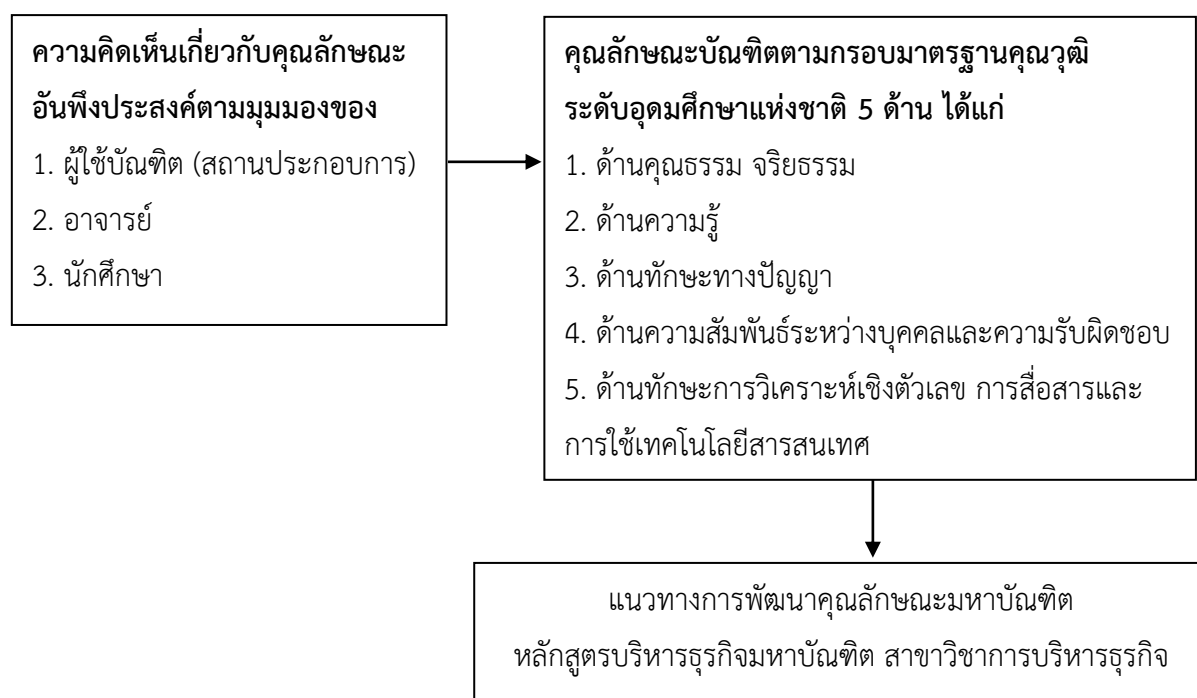 ความคิดเห็นเกี่ยวกับคุณลักษณะ
อันพึงประสงค์ตามมุมมองของ
1. ผู้ใช้บัณฑิต (สถานประกอบการ)
2. อาจารย์
3. นักศึกษา
คุณลักษณะบัณฑิตตามกรอบมาตรฐานคุณวุฒิ
ระดับอุดมศึกษาแห่งชาติ 5 ด้าน ได้แก่
1. ด้านคุณธรรม จริยธรรม
2. ด้านความรู้
3. ด้านทักษะทางปัญญา
4. ด้านความสัมพันธ์ระหว่างบุคคลและความรับผิดชอบ
5. ด้านทักษะการวิเคราะห์เชิงตัวเลข การสื่อสารและ
การใช้เทคโนโลยีสารสนเทศ
แนวทางการพัฒนาคุณลักษณะมหาบัณฑิต
หลักสูตรบริหารธุรกิจมหาบัณฑิต สาขาวิชาการบริหารธุรกิจ